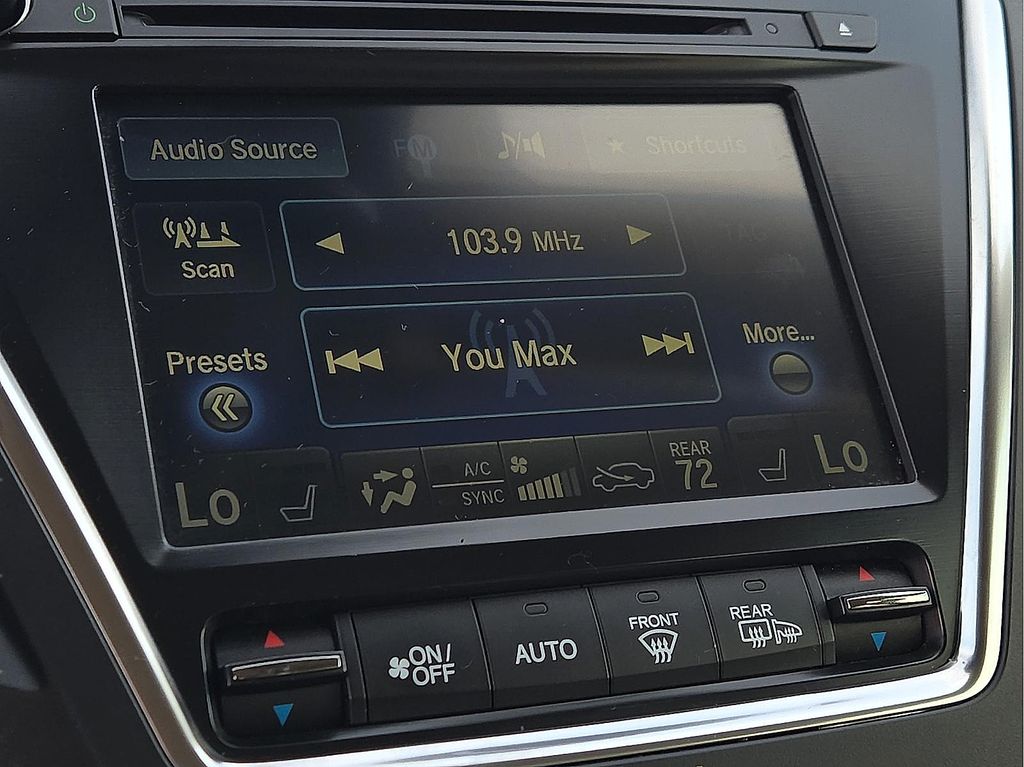 Audio Source
FM
Shortcuts
Scan
103.9 MHz
TAG
Presets
You Max
More...
Lo
A/C
SYNC
REAR
72
Lo
ON/
OFF
AUTO
FRONT
REAR